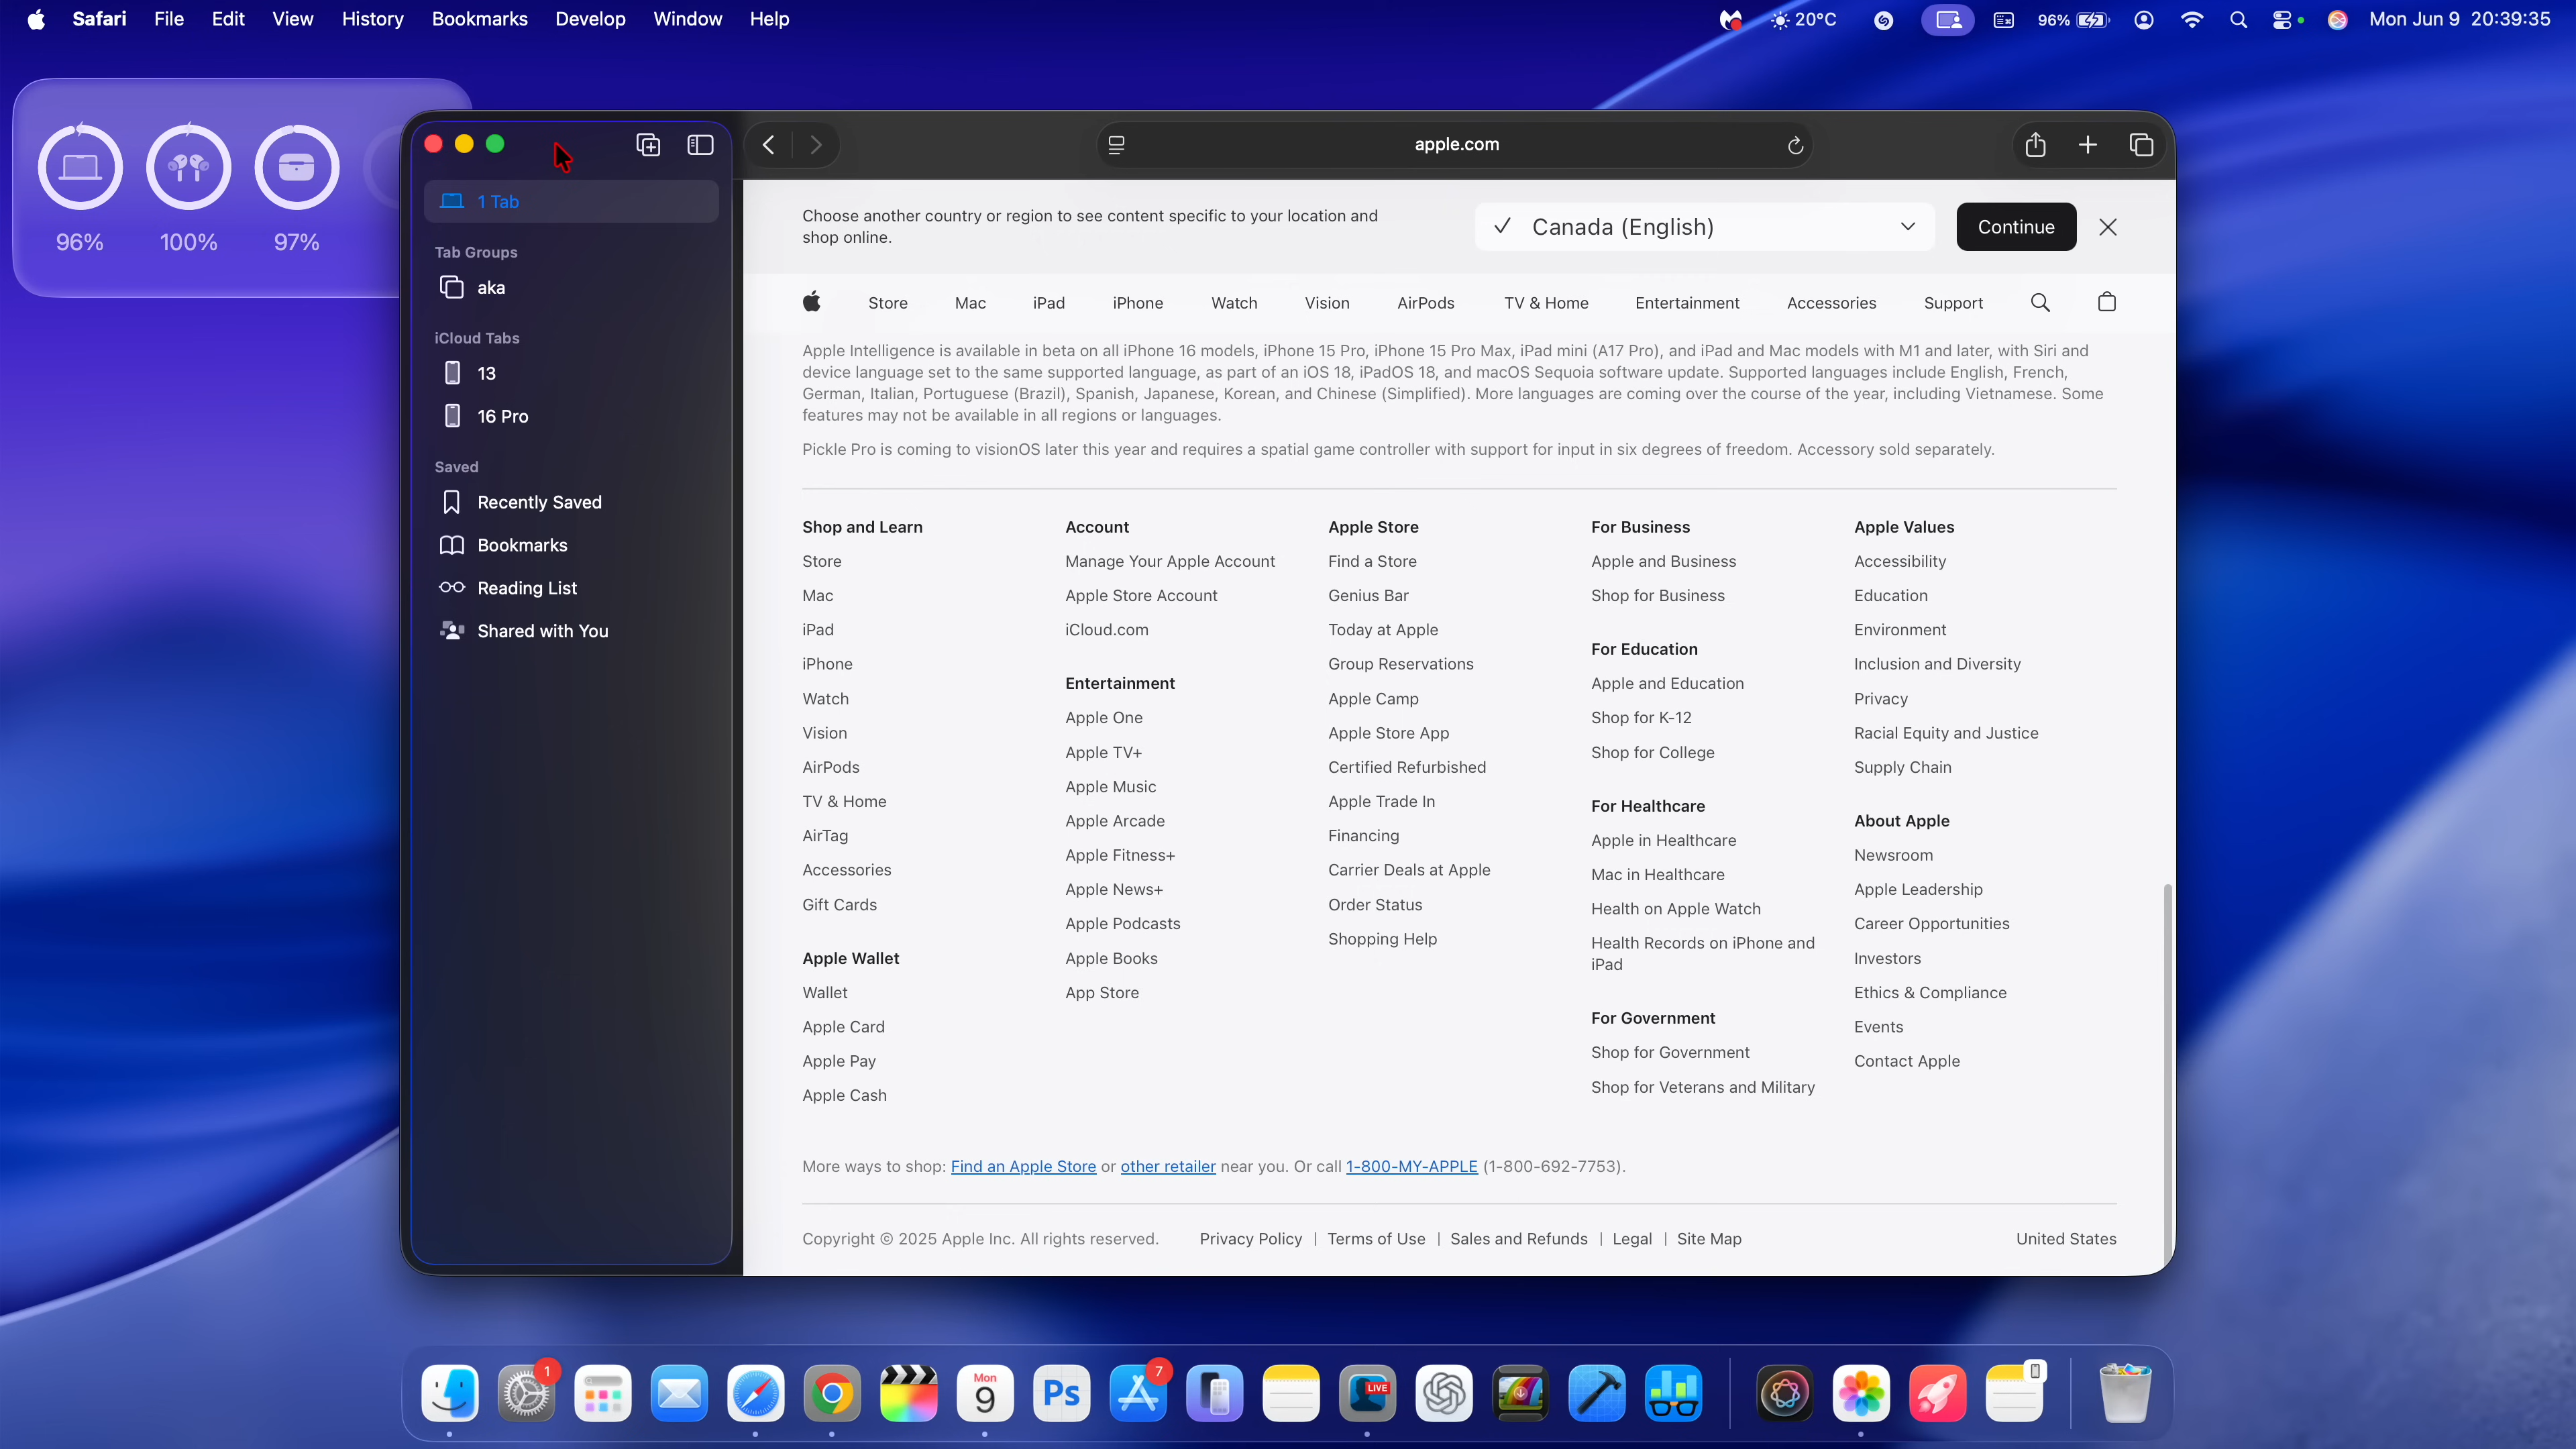 Safari File Edit View History Bookmarks Develop Window Help
20°C 96% Mon Jun 9 20:39:35
96% 100% 97%
apple.com
1 Tab
Tab Groups
aka
iCloud Tabs
13
16 Pro
Saved
Recently Saved
Bookmarks
Reading List
Shared with You
Choose another country or region to see content specific to your location and
shop online.
Canada (English)
Continue
Store Mac iPad iPhone Watch Vision AirPods TV & Home Entertainment Accessories Support
Apple Intelligence is available in beta on all iPhone 16 models, iPhone 15 Pro, iPhone 15 Pro Max, iPad mini (A17 Pro), and iPad and Mac models with M1 and later, with Siri and
device language set to the same supported language, as part of an iOS 18, iPadOS 18, and macOS Sequoia software update. Supported languages include English, French,
German, Italian, Portuguese (Brazil), Spanish, Japanese, Korean, and Chinese (Simplified). More languages are coming over the course of the year, including Vietnamese. Some
features may not be available in all regions or languages.
Pickle Pro is coming to visionOS later this year and requires a spatial game controller with support for input in six degrees of freedom. Accessory sold separately.
Shop and Learn
Store
Mac
iPad
iPhone
Watch
Vision
AirPods
TV & Home
AirTag
Accessories
Gift Cards
Apple Wallet
Wallet
Apple Card
Apple Pay
Apple Cash
Account
Manage Your Apple Account
Apple Store Account
iCloud.com
Entertainment
Apple One
Apple TV+
Apple Music
Apple Arcade
Apple Fitness+
Apple News+
Apple Podcasts
Apple Books
App Store
Apple Store
Find a Store
Genius Bar
Today at Apple
Group Reservations
Apple Camp
Apple Store App
Certified Refurbished
Apple Trade In
Financing
Carrier Deals at Apple
Order Status
Shopping Help
For Business
Apple and Business
Shop for Business
For Education
Apple and Education
Shop for K-12
Shop for College
For Healthcare
Apple in Healthcare
Mac in Healthcare
Health on Apple Watch
Health Records on iPhone and
iPad
For Government
Shop for Government
Shop for Veterans and Military
Apple Values
Accessibility
Education
Environment
Inclusion and Diversity
Privacy
Racial Equity and Justice
Supply Chain
About Apple
Newsroom
Apple Leadership
Career Opportunities
Investors
Ethics & Compliance
Events
Contact Apple
More ways to shop: Find an Apple Store or other retailer near you. Or call 1-800-MY-APPLE (1-800-692-7753).
Copyright © 2025 Apple Inc. All rights reserved. Privacy Policy | Terms of Use | Sales and Refunds | Legal | Site Map United States
1 Mon 9 Ps 7 LIVE